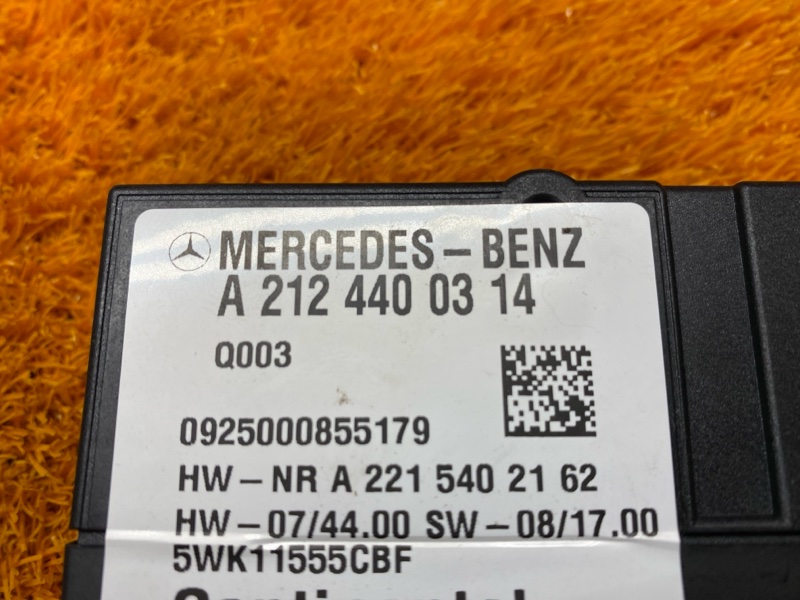 MERCEDES-BENZ
A 212 440 03 14
Q003
0925000855179
HW-NR A 221 540 21 62
HW-07/44.00 SW-08/17.00
5WK11555CBF
Continental